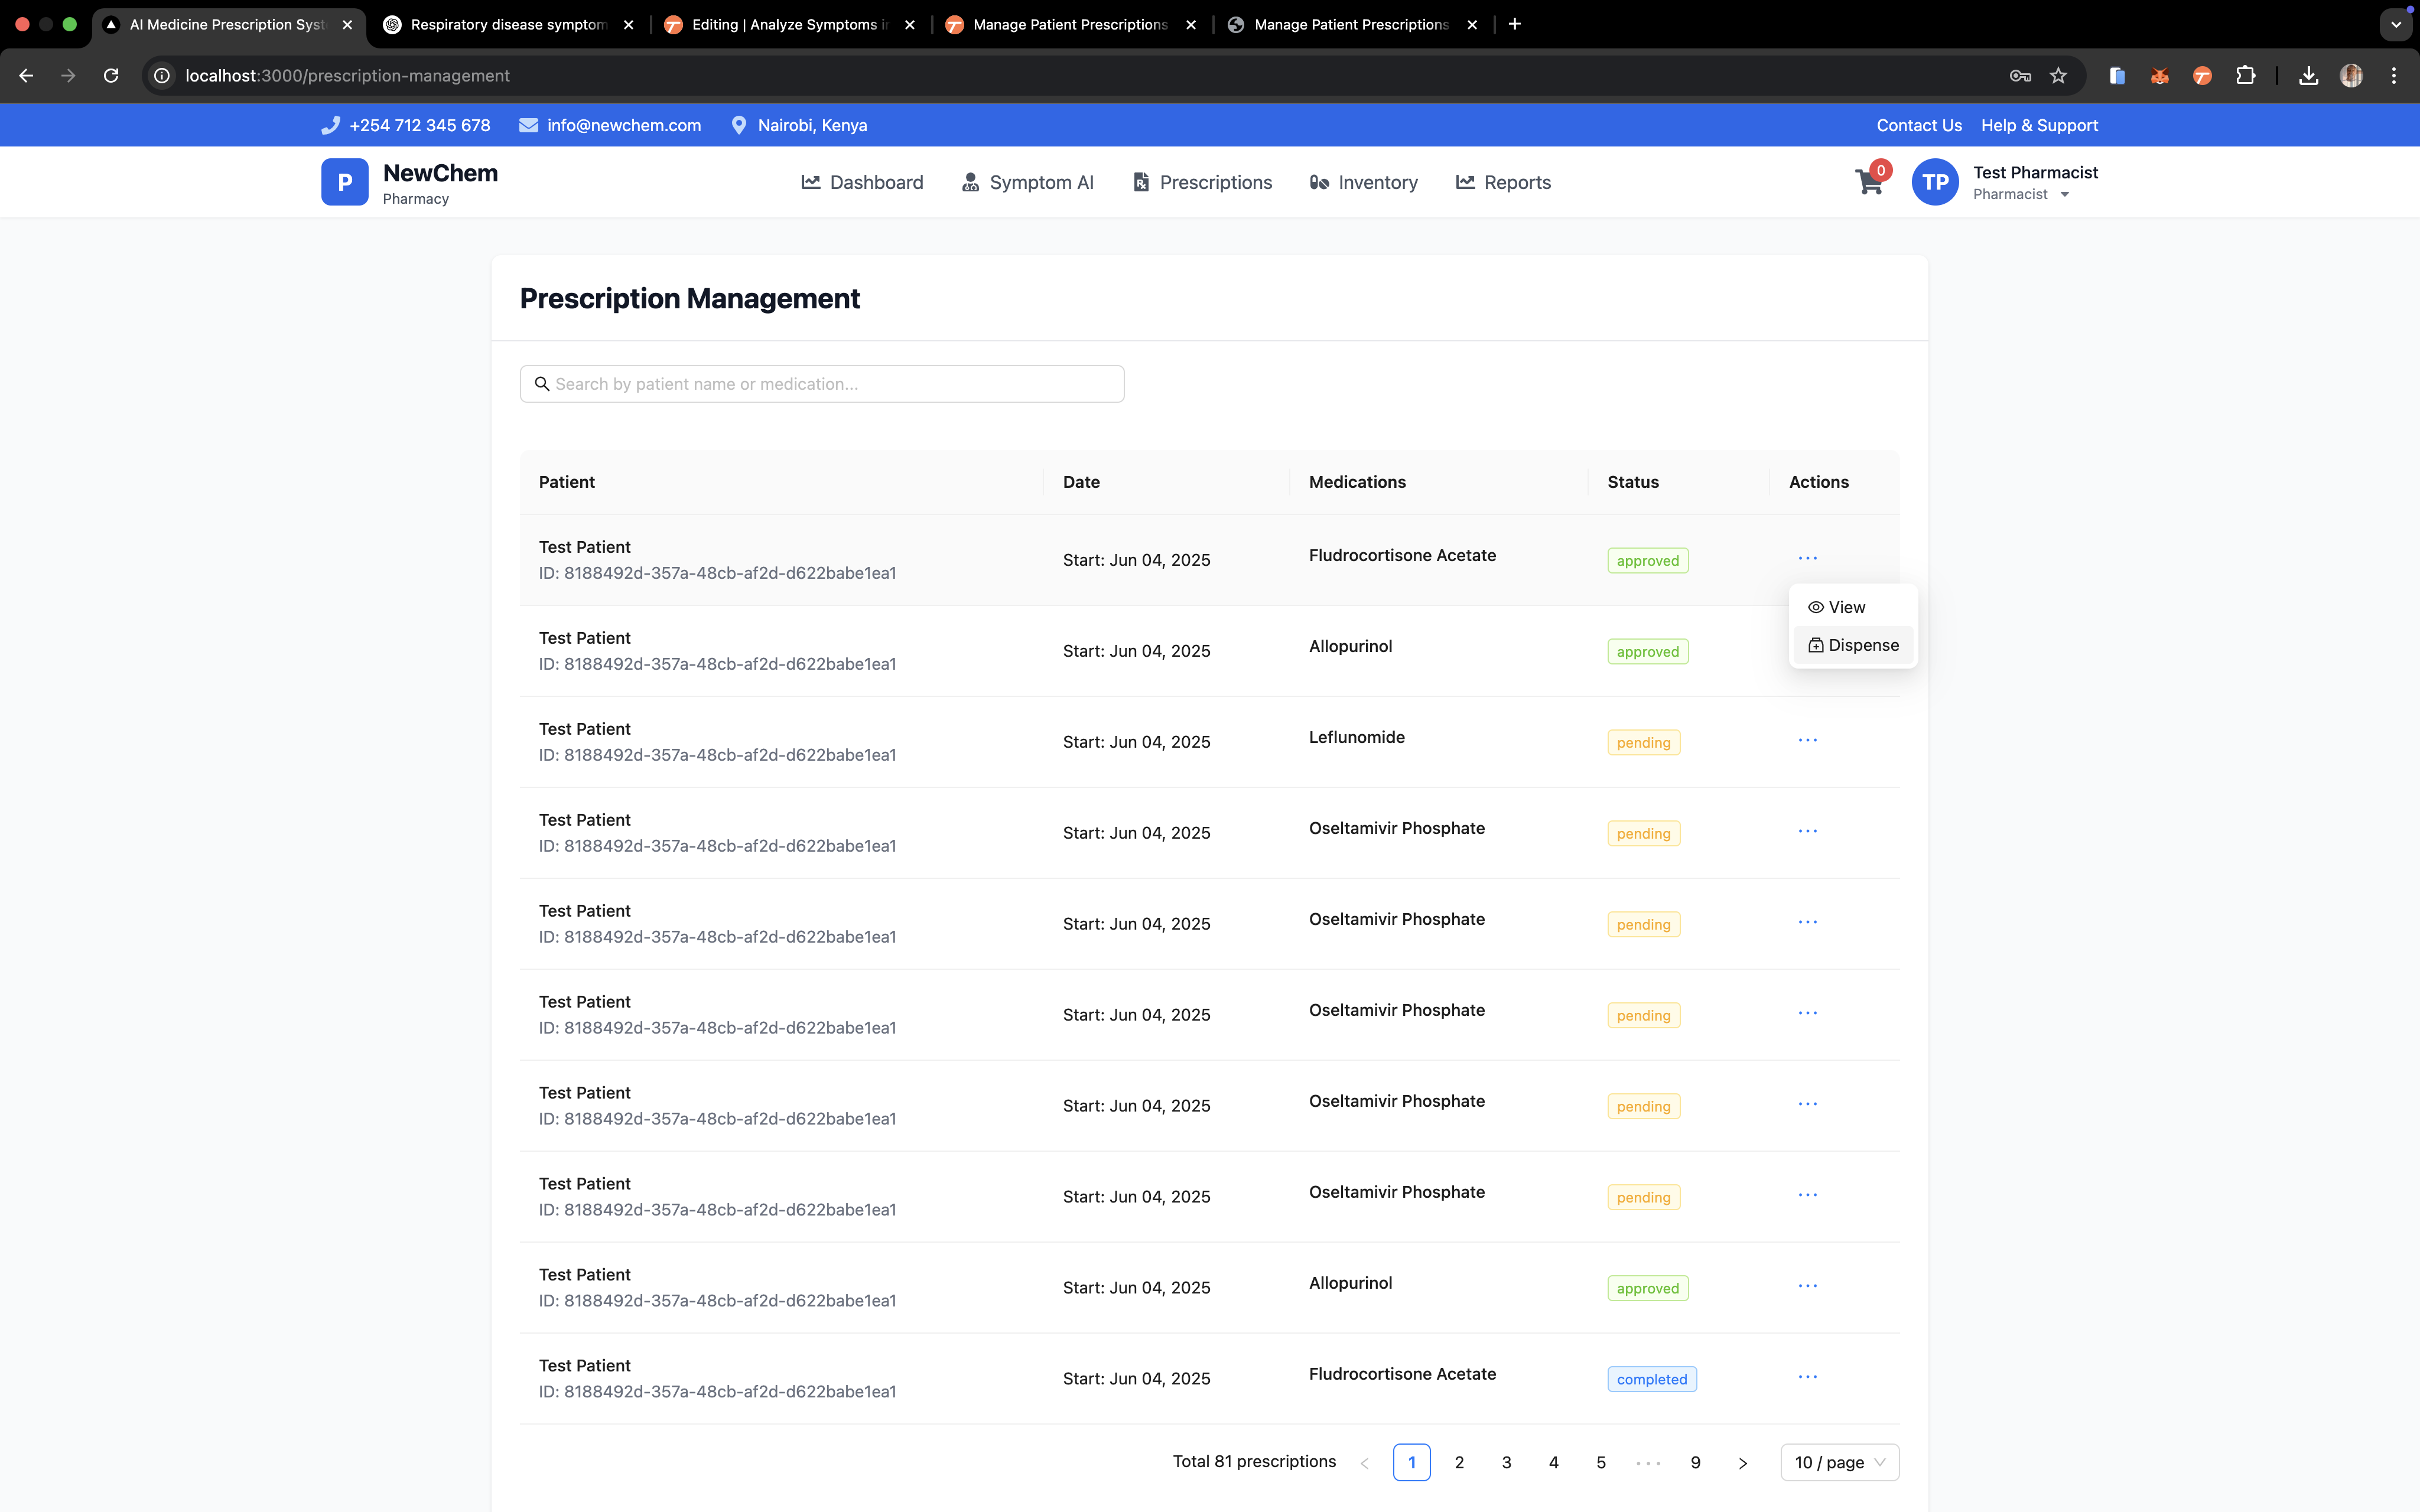 AI Medicine Prescription Syst
Respiratory disease symptom
Editing | Analyze Symptoms i
Manage Patient Prescriptions
Manage Patient Prescriptions
localhost:3000/prescription-management
+254 712 345 678
info@newchem.com
Nairobi, Kenya
Contact Us
Help & Support
P
NewChem
Pharmacy
Dashboard
Symptom AI
Prescriptions
Inventory
Reports
0
TP
Test Pharmacist
Pharmacist
Prescription Management
Search by patient name or medication...
Patient Date Medications Status Actions
Test Patient
ID: 8188492d-357a-48cb-af2d-d622babe1ea1
Start: Jun 04, 2025
Fludrocortisone Acetate
approved
View
Dispense
Test Patient
ID: 8188492d-357a-48cb-af2d-d622babe1ea1
Start: Jun 04, 2025
Allopurinol
approved
Test Patient
ID: 8188492d-357a-48cb-af2d-d622babe1ea1
Start: Jun 04, 2025
Leflunomide
pending
Test Patient
ID: 8188492d-357a-48cb-af2d-d622babe1ea1
Start: Jun 04, 2025
Oseltamivir Phosphate
pending
Test Patient
ID: 8188492d-357a-48cb-af2d-d622babe1ea1
Start: Jun 04, 2025
Oseltamivir Phosphate
pending
Test Patient
ID: 8188492d-357a-48cb-af2d-d622babe1ea1
Start: Jun 04, 2025
Oseltamivir Phosphate
pending
Test Patient
ID: 8188492d-357a-48cb-af2d-d622babe1ea1
Start: Jun 04, 2025
Oseltamivir Phosphate
pending
Test Patient
ID: 8188492d-357a-48cb-af2d-d622babe1ea1
Start: Jun 04, 2025
Oseltamivir Phosphate
pending
Test Patient
ID: 8188492d-357a-48cb-af2d-d622babe1ea1
Start: Jun 04, 2025
Allopurinol
approved
Test Patient
ID: 8188492d-357a-48cb-af2d-d622babe1ea1
Start: Jun 04, 2025
Fludrocortisone Acetate
completed
Total 81 prescriptions < 1 2 3 4 5 ••• 9 > 10 / page